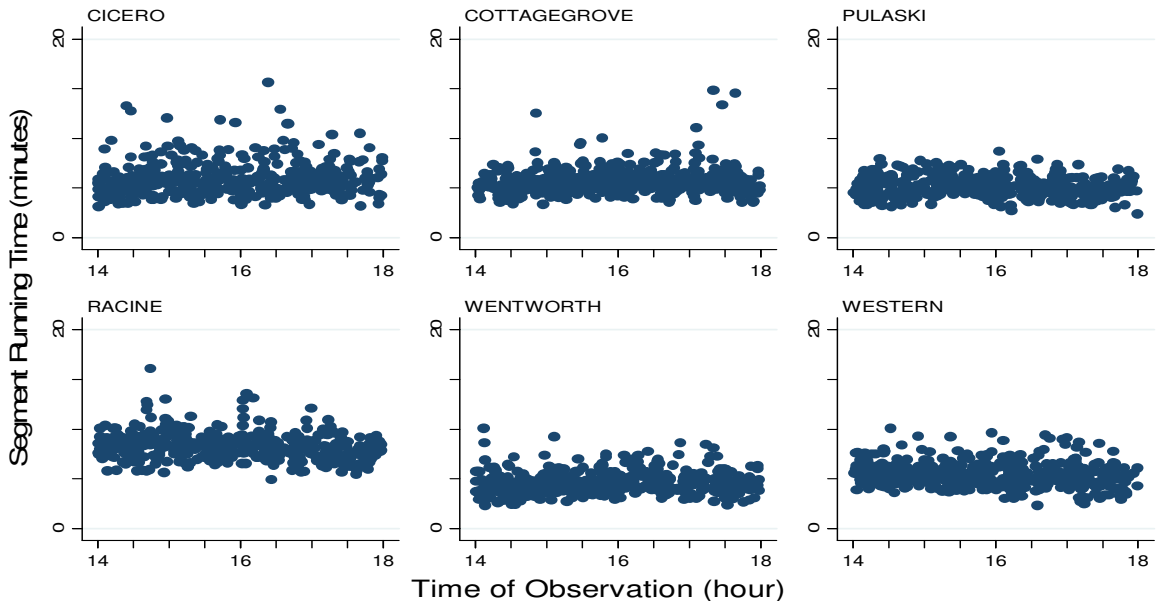 Segment Running Time (minutes)
CICERO
COTTAGEGROVE
PULASKI
20
20
20
0
0
0
14 16 18
14 16 18
14 16 18
RACINE
WENTWORTH
WESTERN
20
20
20
0
0
0
14 16 18
14 16 18
14 16 18
Time of Observation (hour)